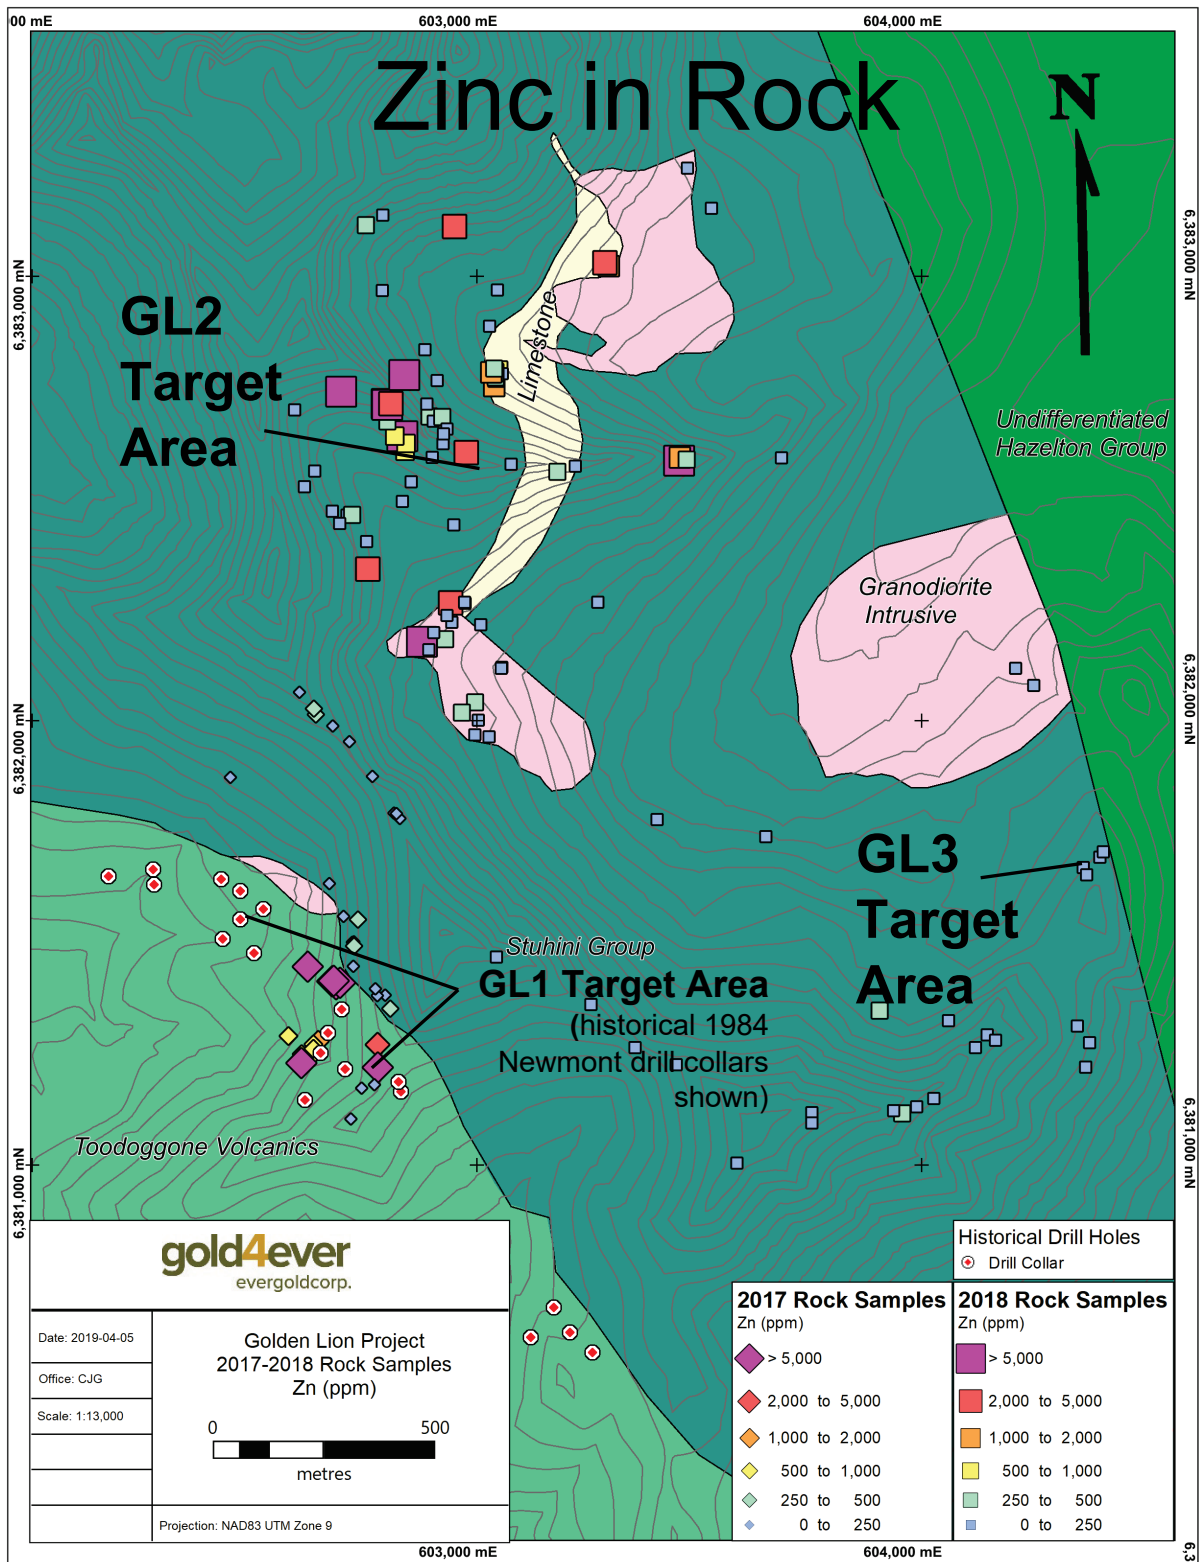 00 mE
603,000 mE
604,000 mE
Zinc in Rock
N
6,383,000 mN
6,383,000 mN
GL2
Target
Area
Limestone
Undifferentiated
Hazelton Group
Granodiorite
Intrusive
6,382,000 mN
6,382,000 mN
GL3
Target
Area
Stuhini Group
GL1 Target Area
(historical 1984
Newmont drill collars
shown)
Toodoggone Volcanics
6,381,000 mN
6,381,000 mN
gold4ever
evergoldcorp.
Date: 2019-04-05
Office: CJG
Scale: 1:13,000
Golden Lion Project
2017-2018 Rock Samples
Zn (ppm)
0 500
metres
Projection: NAD83 UTM Zone 9
Historical Drill Holes
Drill Collar
2017 Rock Samples
Zn (ppm)
> 5,000
2,000 to 5,000
1,000 to 2,000
500 to 1,000
250 to 500
0 to 250
2018 Rock Samples
Zn (ppm)
> 5,000
2,000 to 5,000
1,000 to 2,000
500 to 1,000
250 to 500
0 to 250
603,000 mE
604,000 mE
6,3